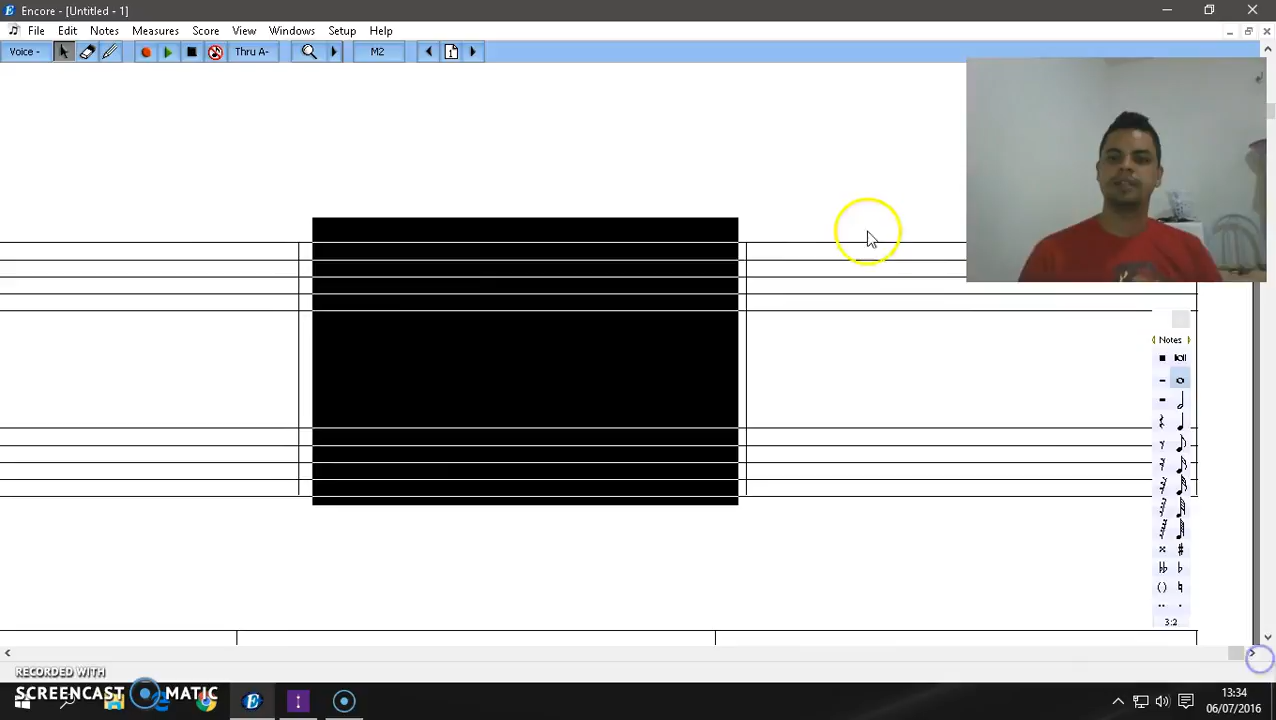 Encore - [Untitled - 1]
File Edit Notes Measures Score View Windows Setup Help
Voice - Thru A- M2 1
Notes
3:2
RECORDED WITH
SCREENCAST MATIC
13:34
06/07/2016